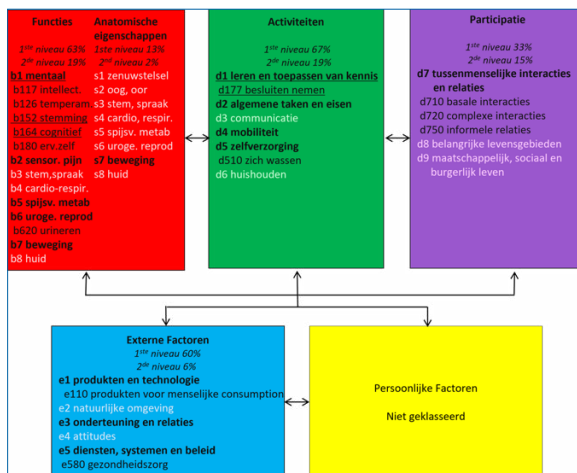 Functies
1ste niveau 63%
2de niveau 19%
b1 mentaal
b117 intellect.
b126 temperam.
b152 stemming
b164 cognitief
b180 erv.zelf
b2 sensor. pijn
b3 stem,spraak
b4 cardio-respir.
b5 spijsv. metab
b6 uroge. reprod
b620 urineren
b7 beweging
b8 huid
Anatomische
eigenschappen
1ste niveau 13%
2nd niveau 2%
s1 zenuwstelsel
s2 oog, oor
s3 stem, spraak
s4 cardio, respir.
s5 spijsv. metab
s6 uroge. reprod
s7 beweging
s8 huid
Activiteiten
1ste niveau 67%
2de niveau 19%
d1 leren en toepassen van kennis
d177 besluiten nemen
d2 algemene taken en eisen
d3 communicatie
d4 mobiliteit
d5 zelfverzorging
d510 zich wassen
d6 huishouden
Participatie
1ste niveau 33%
2de niveau 15%
d7 tussenmenselijke interacties
en relaties
d710 basale interacties
d720 complexe interacties
d750 informele relaties
d8 belangrijke levensgebieden
d9 maatschappelijk, sociaal en
burgerlijk leven
Externe Factoren
1ste niveau 60%
2de niveau 6%
e1 produkten en technologie
e110 produkten voor menselijke consumption
e2 natuurlijke omgeving
e3 onderteuning en relaties
e4 attitudes
e5 diensten, systemen en beleid
e580 gezondheidszorg
Persoonlijke Factoren
Niet geklasseerd